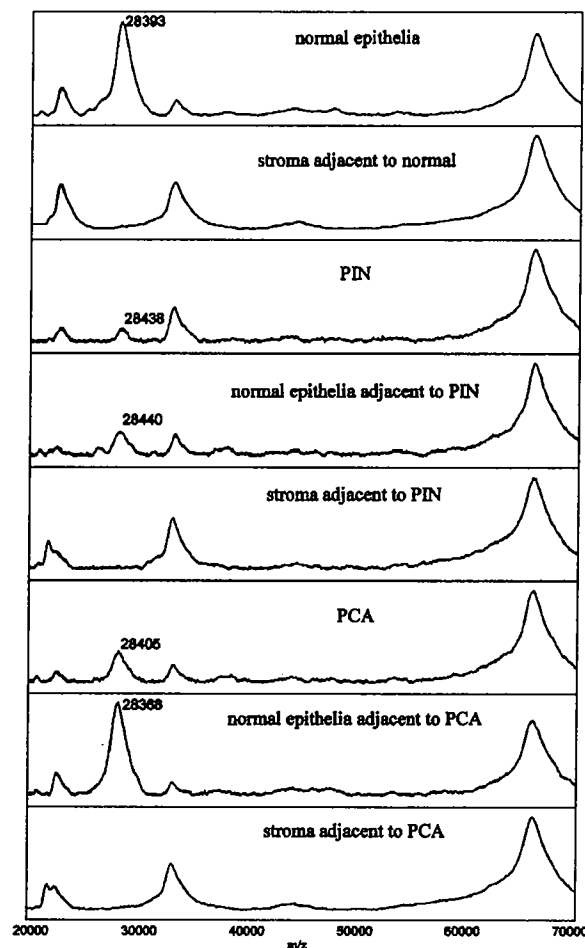 28393
normal epithelia
stroma adjacent to normal
PIN
28438
normal epithelia adjacent to PIN
28440
stroma adjacent to PIN
PCA
28405
28368
normal epithelia adjacent to PCA
stroma adjacent to PCA
20000 30000 40000 50000 60000 70000
m/z